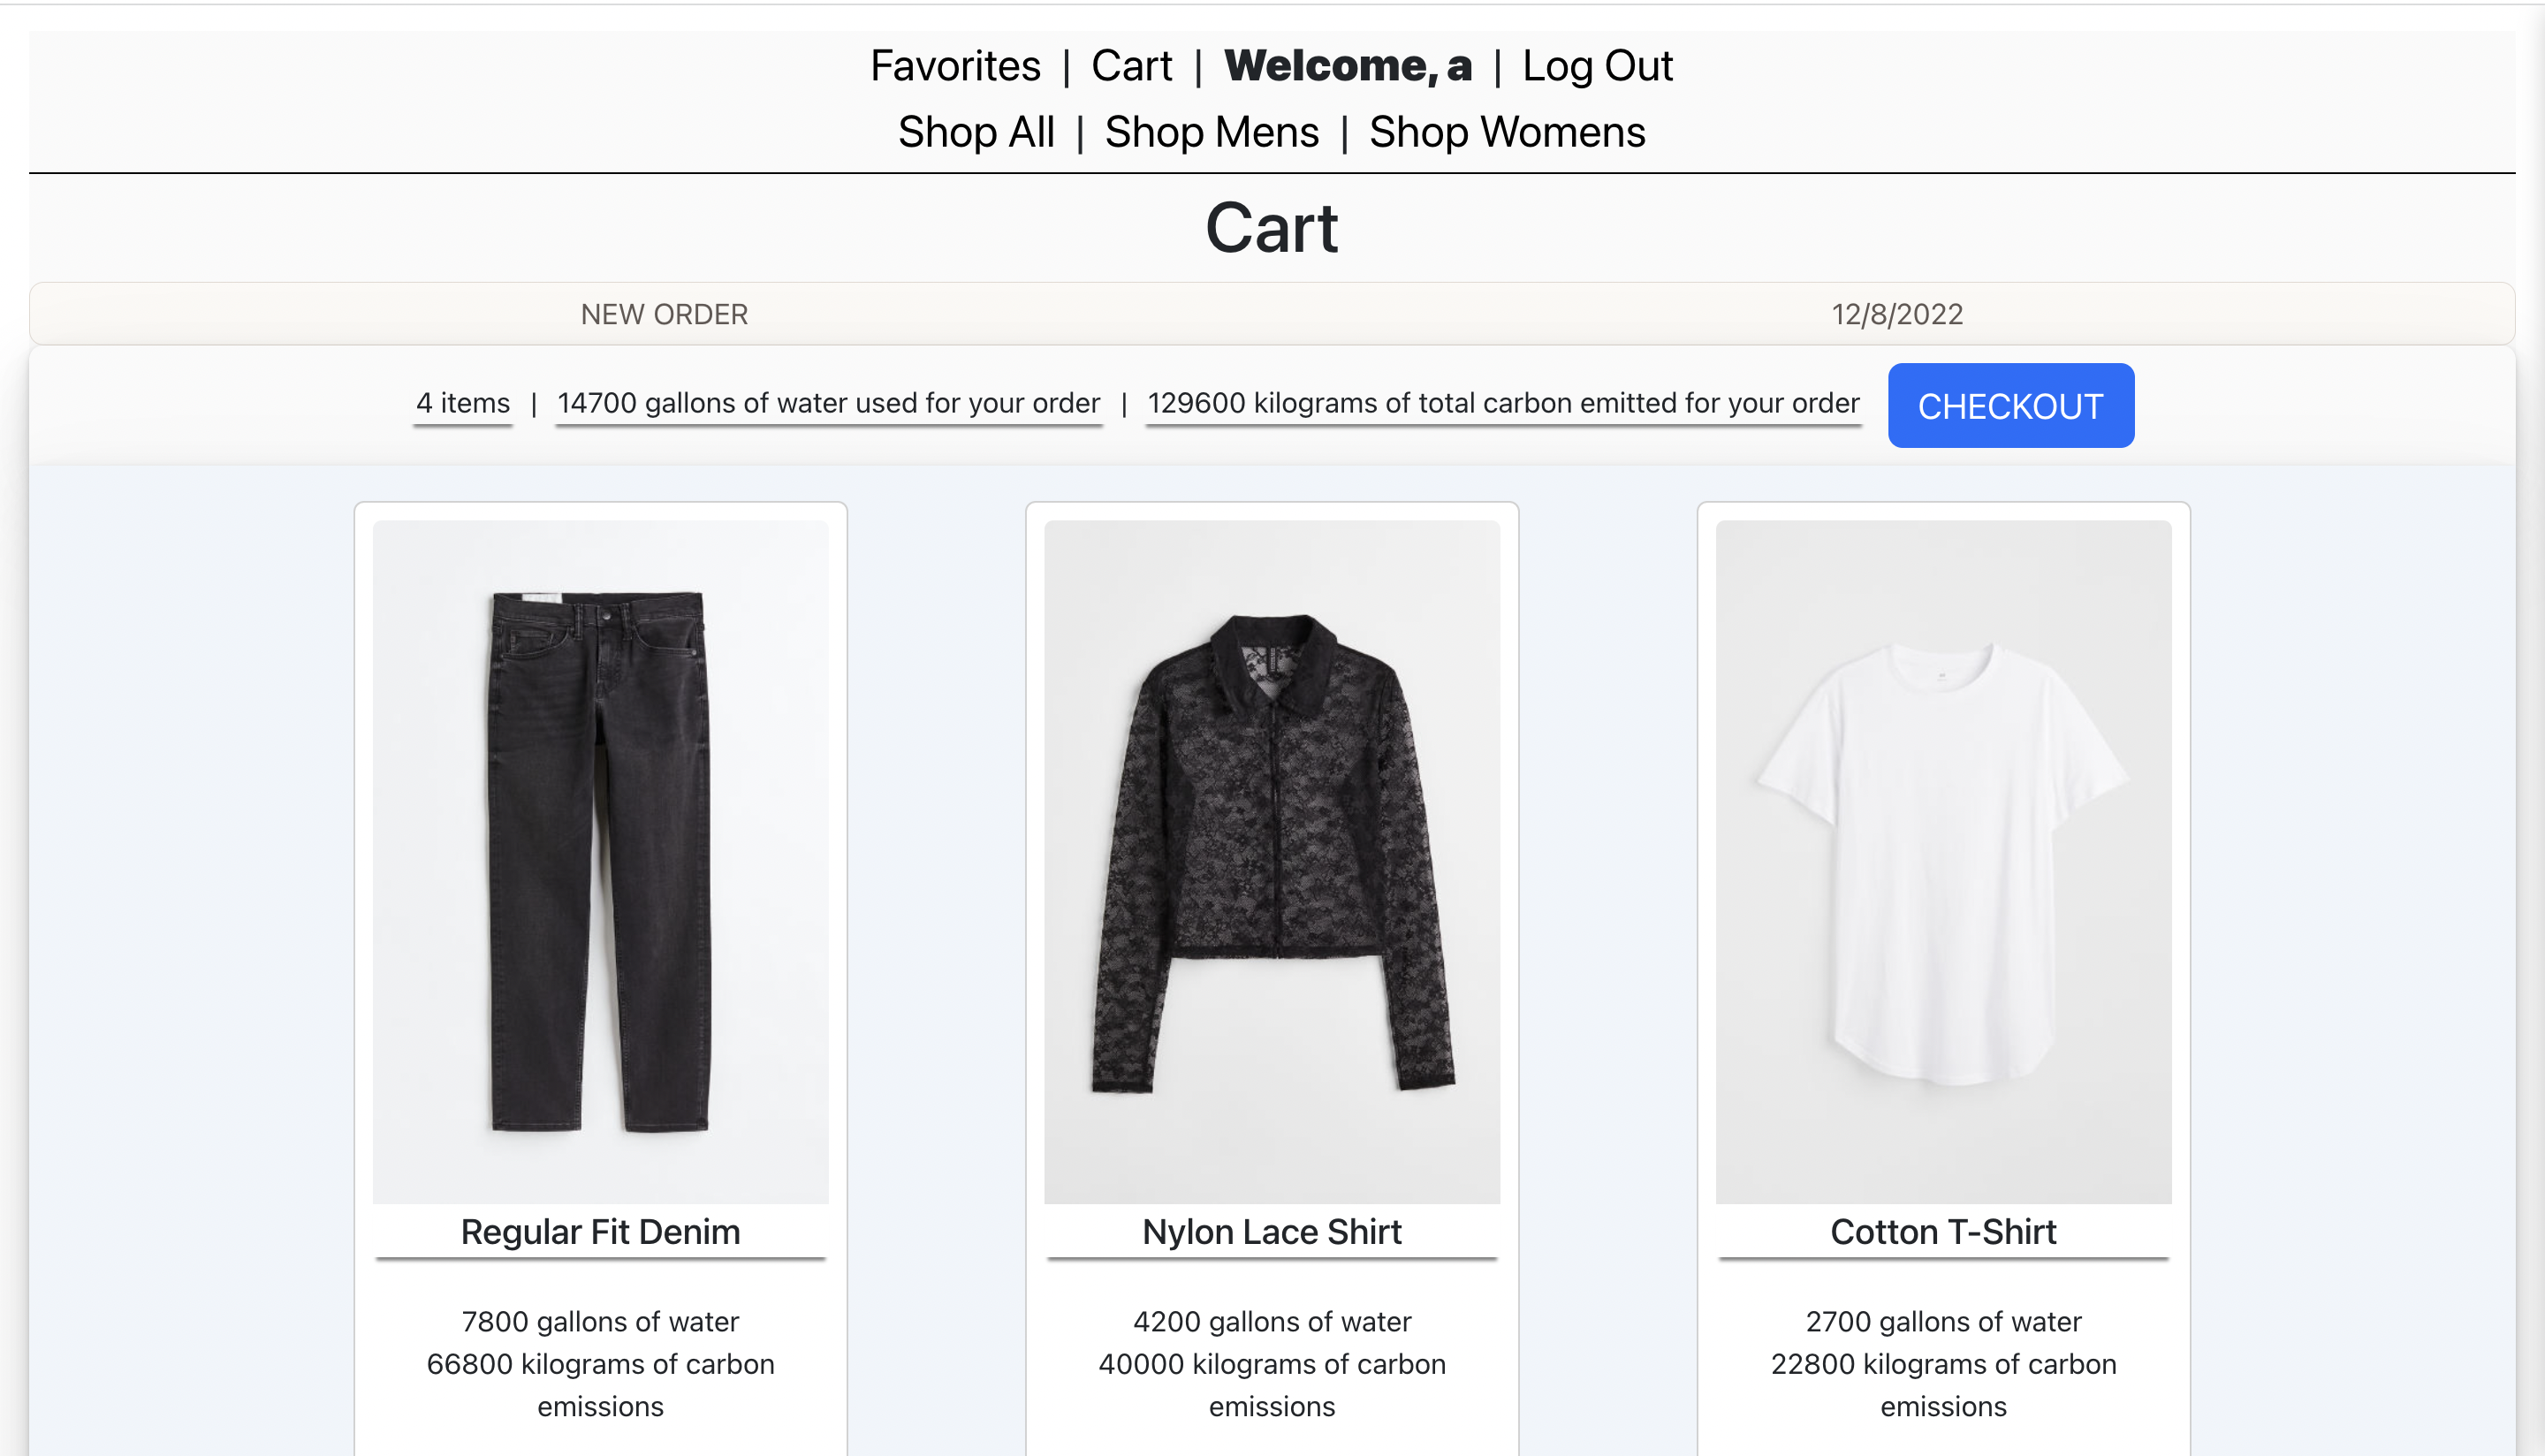 Favorites | Cart | Welcome, a | Log Out
Shop All | Shop Mens | Shop Womens
Cart
NEW ORDER 12/8/2022
4 items | 14700 gallons of water used for your order | 129600 kilograms of total carbon emitted for your order CHECKOUT
Regular Fit Denim
7800 gallons of water
66800 kilograms of carbon
emissions
Nylon Lace Shirt
4200 gallons of water
40000 kilograms of carbon
emissions
Cotton T-Shirt
2700 gallons of water
22800 kilograms of carbon
emissions